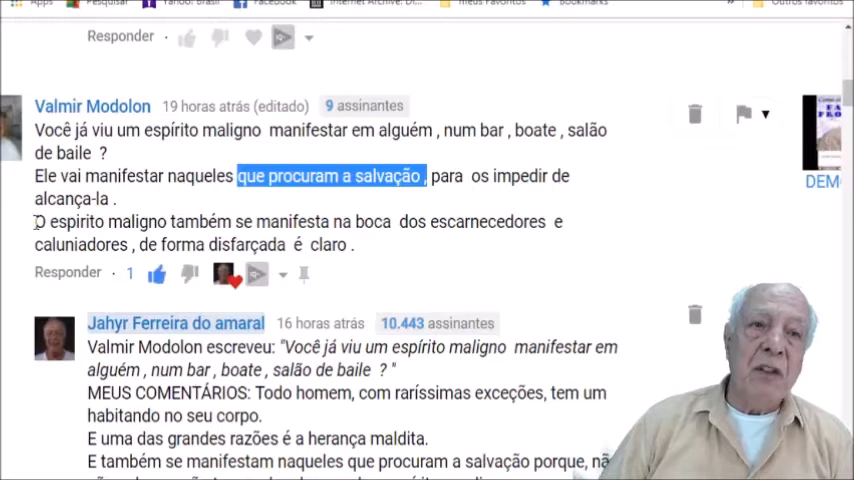 Apps Pesquisar Yahoo! Brasil Facebook Internet Archive: Di... meus Favoritos Bookmarks » Outros favoritos
Responder
Valmir Modolon 19 horas atrás (editado) 9 assinantes
Você já viu um espírito maligno manifestar em alguém , num bar , boate , salão
de baile ?
Ele vai manifestar naqueles que procuram a salvação , para os impedir de
alcança-la .
O espirito maligno também se manifesta na boca dos escarnecedores e
caluniadores , de forma disfarçada é claro .
Responder · 1
DEMO
Jahyr Ferreira do amaral 16 horas atrás 10.443 assinantes
Valmir Modolon escreveu: "Você já viu um espírito maligno manifestar em
alguém , num bar , boate , salão de baile ? "
MEUS COMENTÁRIOS: Todo homem, com raríssimas exceções, tem um
habitando no seu corpo.
E uma das grandes razões é a herança maldita.
E também se manifestam naqueles que procuram a salvação porque,